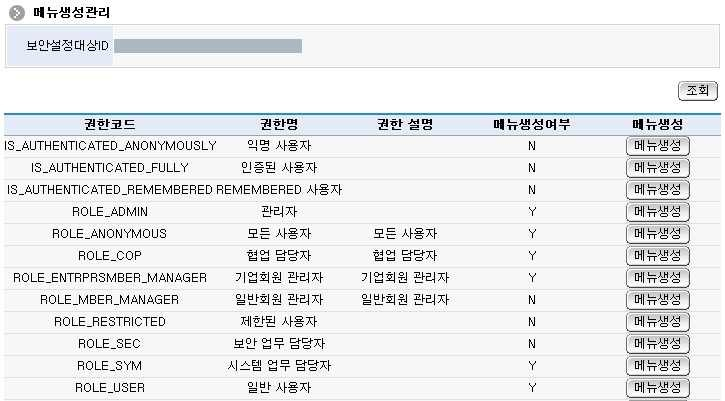 메뉴생성관리
보안설정대상ID
조회
권한코드 권한명 권한 설명 메뉴생성여부 메뉴생성
IS_AUTHENTICATED_ANONYMOUSLY 익명 사용자 N 메뉴생성
IS_AUTHENTICATED_FULLY 인증된 사용자 N 메뉴생성
IS_AUTHENTICATED_REMEMBERED REMEMBERED 사용자 N 메뉴생성
ROLE_ADMIN 관리자 Y 메뉴생성
ROLE_ANONYMOUS 모든 사용자 모든 사용자 Y 메뉴생성
ROLE_COP 협업 담당자 협업 담당자 Y 메뉴생성
ROLE_ENTRPRSMBER_MANAGER 기업회원 관리자 기업회원 관리자 Y 메뉴생성
ROLE_MBER_MANAGER 일반회원 관리자 일반회원 관리자 N 메뉴생성
ROLE_RESTRICTED 제한된 사용자 N 메뉴생성
ROLE_SEC 보안 업무 담당자 N 메뉴생성
ROLE_SYM 시스템 업무 담당자 Y 메뉴생성
ROLE_USER 일반 사용자 Y 메뉴생성